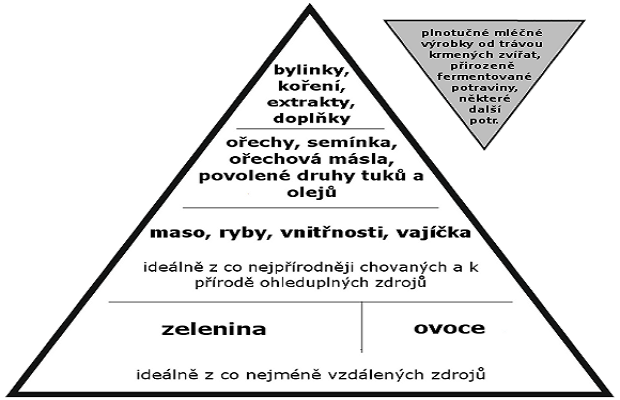 bylinky,
koření,
extrakty,
doplňky
ořechy, semínka,
ořechová másla,
povolené druhy tuků a
olejů
maso, ryby, vnitřnosti, vajíčka
ideálně z co nejpřírodněji chovaných a k
přírodě ohleduplných zdrojů
zelenina
ovoce
ideálně z co nejméně vzdálených zdrojů
plnotučné mléčné
výrobky od trávou
krmených zvířat,
přirozeně
fermentované
potraviny,
některé
další
potr.